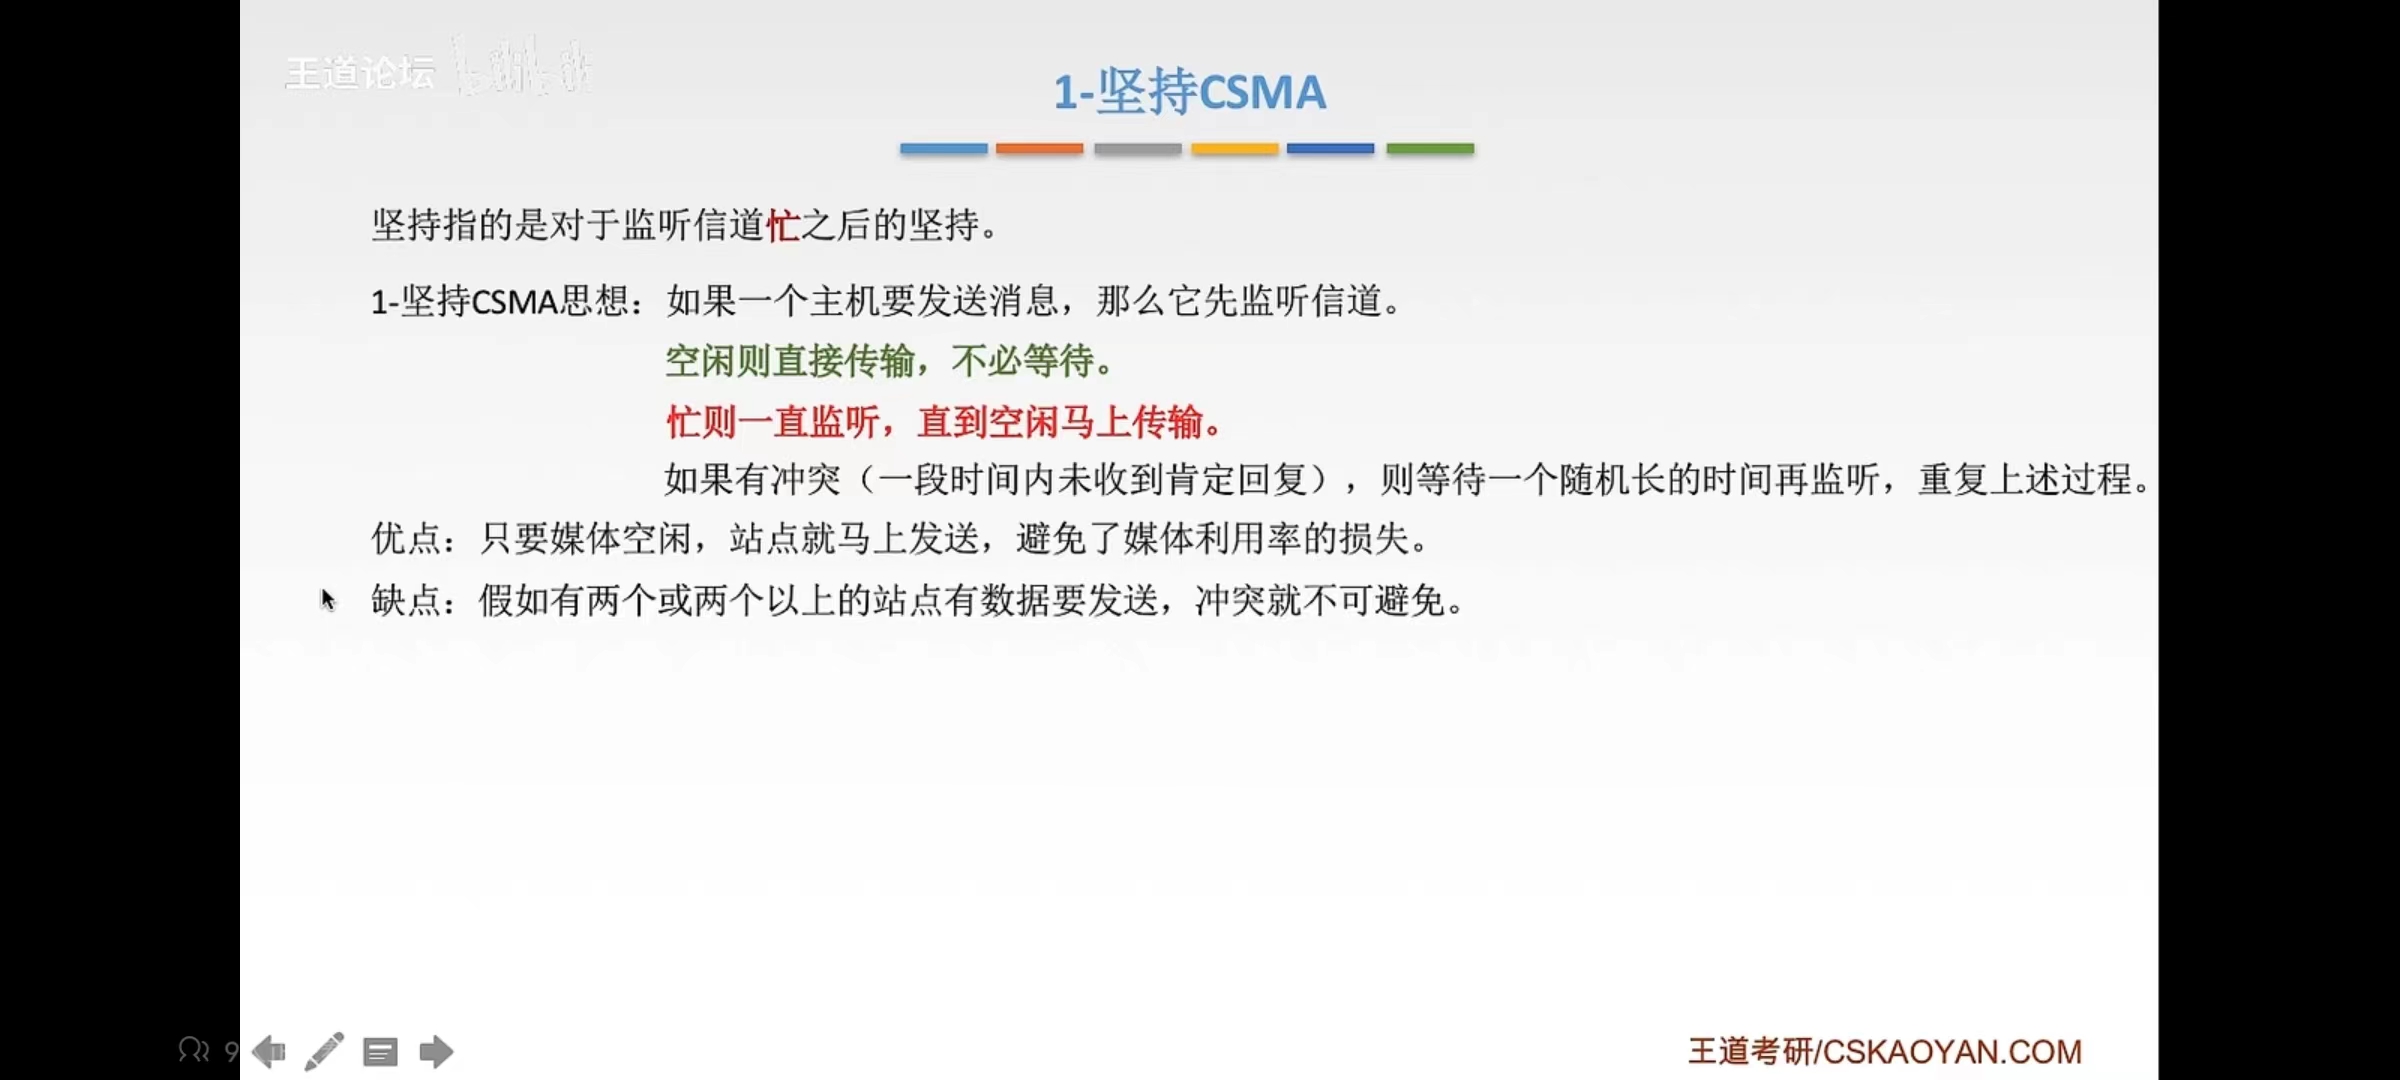 王道论坛 bilibili
1-坚持CSMA
坚持指的是对于监听信道忙之后的坚持。
1-坚持CSMA思想：如果一个主机要发送消息，那么它先监听信道。
空闲则直接传输，不必等待。
忙则一直监听，直到空闲马上传输。
如果有冲突（一段时间内未收到肯定回复），则等待一个随机长的时间再监听，重复上述过程。
优点：只要媒体空闲，站点就马上发送，避免了媒体利用率的损失。
缺点：假如有两个或两个以上的站点有数据要发送，冲突就不可避免。
9
王道考研/CSKAOYAN.COM